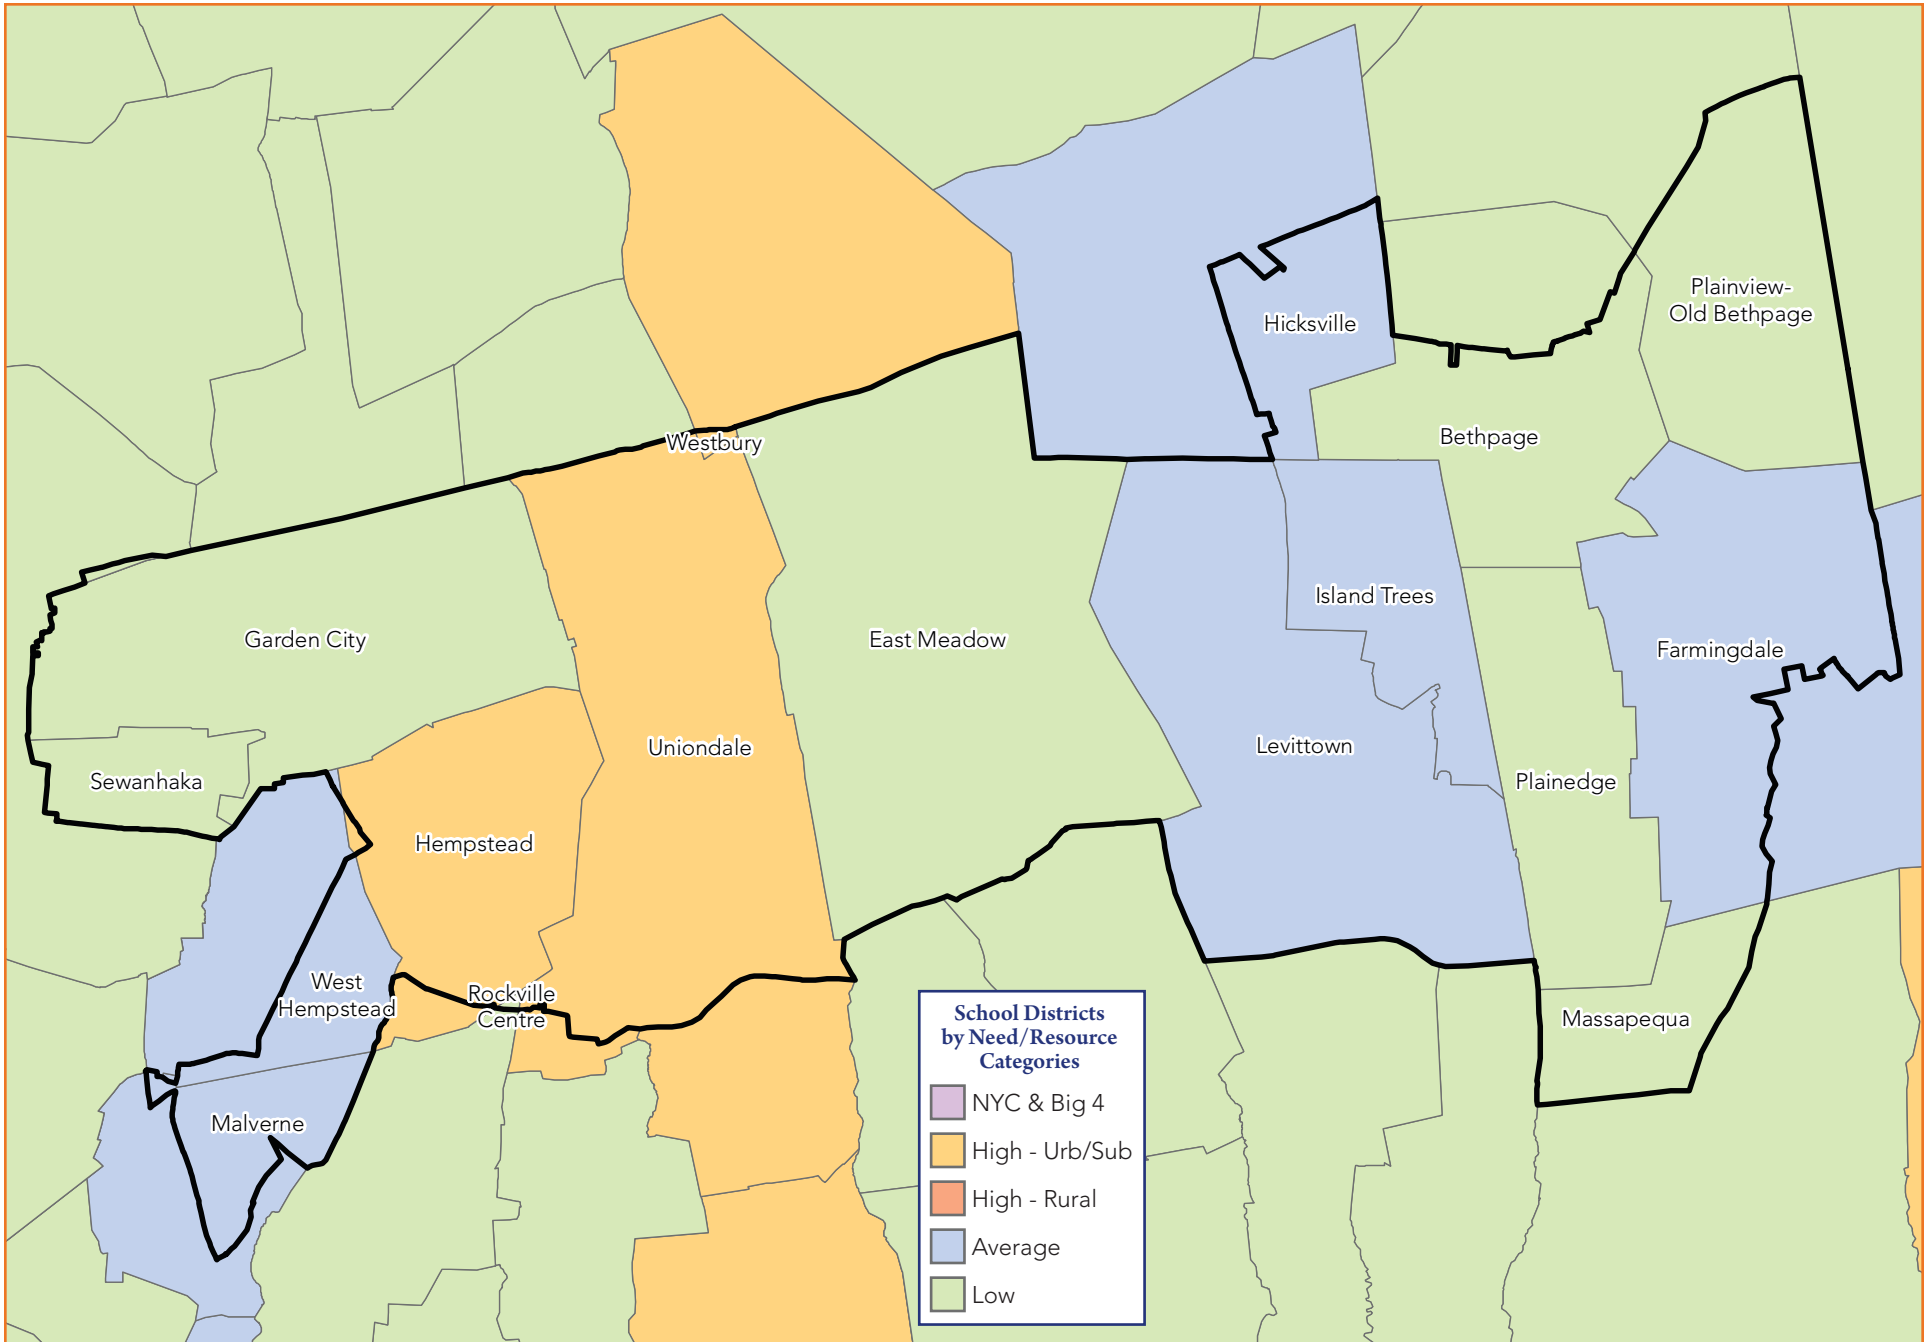 Plainview-
Old Bethpage
Hicksville
Bethpage
Westbury
Island Trees
Garden City
East Meadow
Farmingdale
Uniondale
Levittown
Sewanhaka
Plainedge
Hempstead
West
Hempstead
Rockville
Centre
Massapequa
Malverne
School Districts
by Need/Resource
Categories
NYC & Big 4
High - Urb/Sub
High - Rural
Average
Low